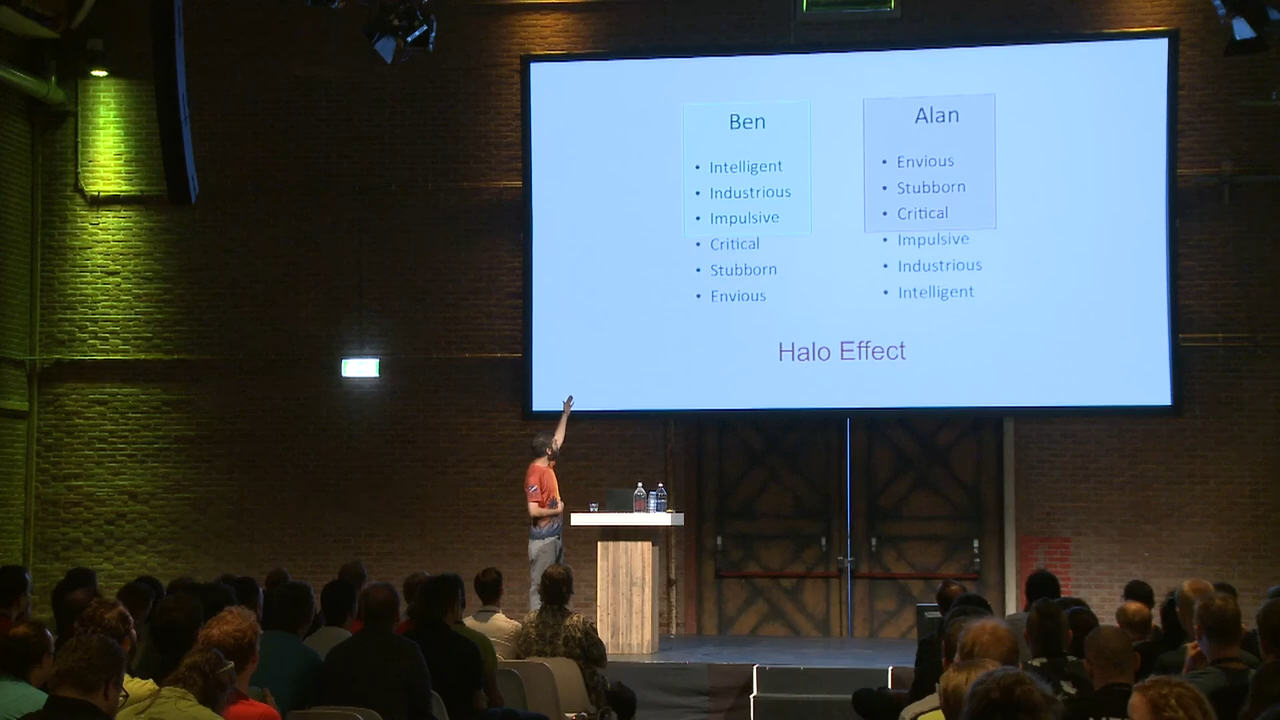 Ben
• Intelligent
• Industrious
• Impulsive
• Critical
• Stubborn
• Envious
Alan
• Envious
• Stubborn
• Critical
• Impulsive
• Industrious
• Intelligent
Halo Effect